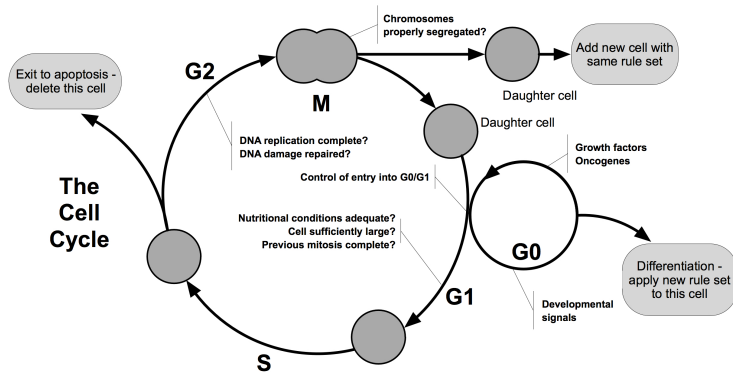 Chromosomes
properly segregated?
Add new cell with
same rule set
Exit to apoptosis -
delete this cell
G2
M
Daughter cell
Daughter cell
DNA replication complete?
DNA damage repaired?
Growth factors
Oncogenes
Control of entry into G0/G1
The
Cell
Cycle
Nutritional conditions adequate?
Cell sufficiently large?
Previous mitosis complete?
G0
Differentiation -
apply new rule set
to this cell
G1
Developmental
signals
S